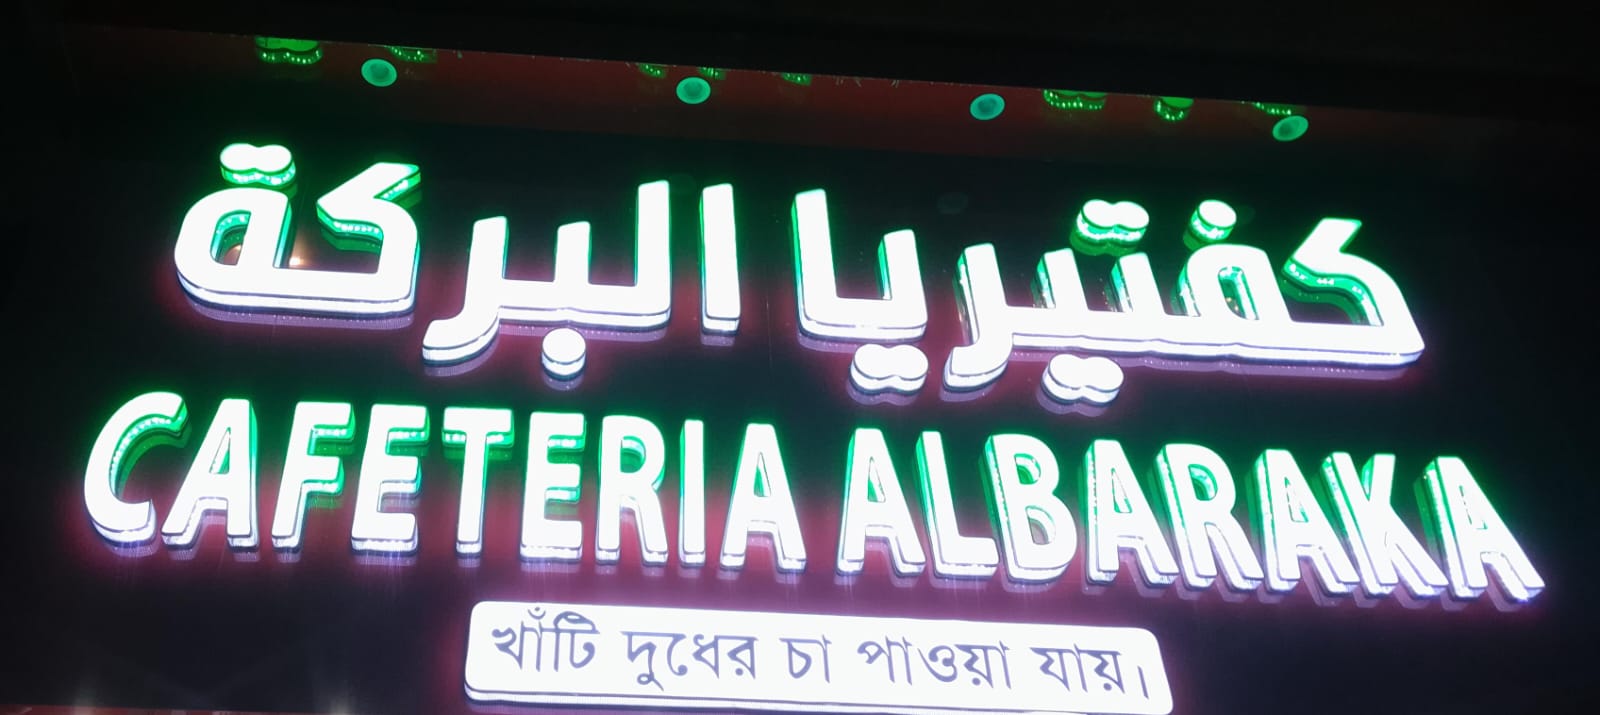 كفتيريا البركة
CAFETERIA ALBARAKA
খাঁটি দুধের চা পাওয়া যায়।